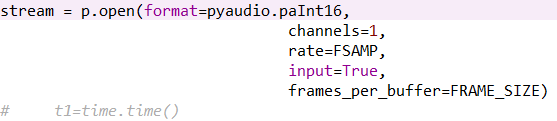 stream = p.open(format=pyaudio.paInt16,
                                channels=1,
                                rate=FSAMP,
                                input=True,
                                frames_per_buffer=FRAME_SIZE)
#     t1=time.time()